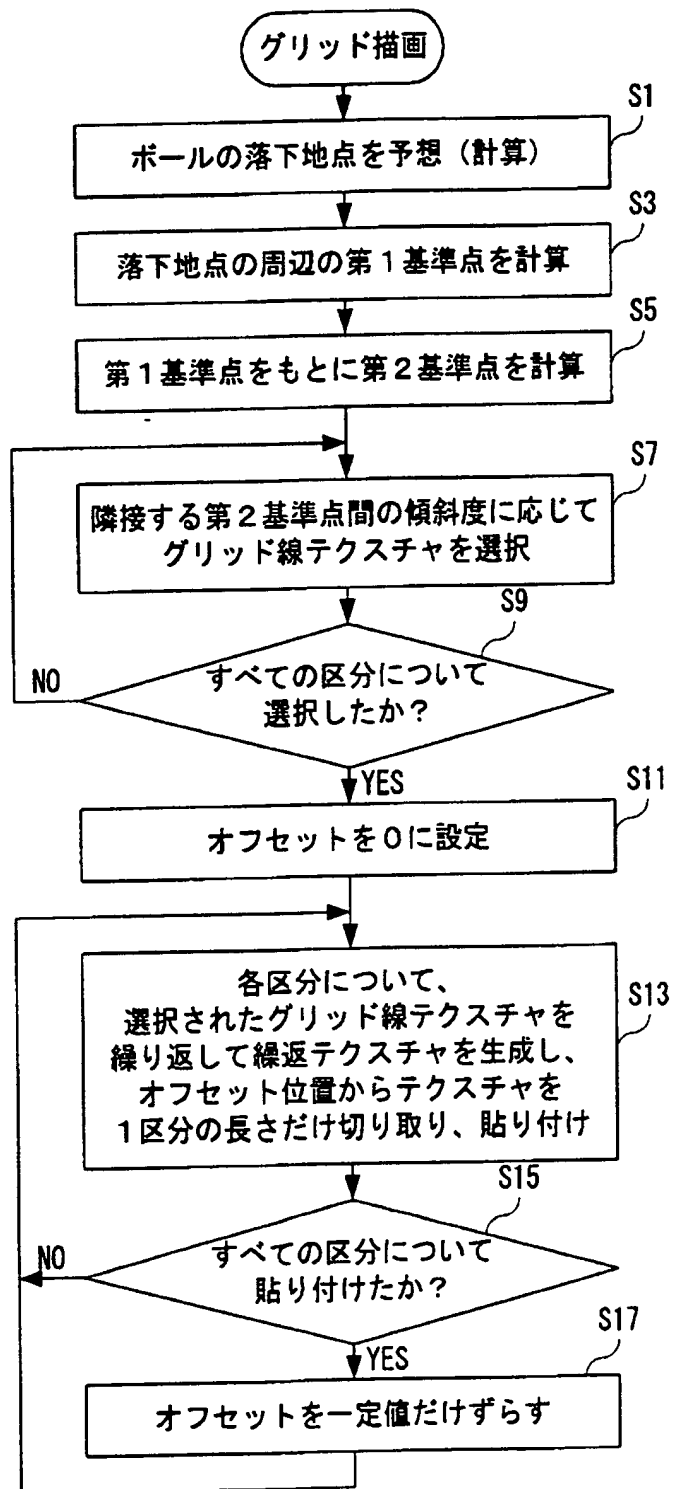 グリッド描画
S1
ボールの落下地点を予想（計算）
S3
落下地点の周辺の第１基準点を計算
S5
第１基準点をもとに第２基準点を計算
S7
隣接する第２基準点間の傾斜度に応じて
グリッド線テクスチャを選択
S9
NO
すべての区分について
選択したか？
YES
S11
オフセットを０に設定
S13
各区分について、
選択されたグリッド線テクスチャを
繰り返して繰返テクスチャを生成し、
オフセット位置からテクスチャを
１区分の長さだけ切り取り、貼り付け
S15
NO
すべての区分について
貼り付けたか？
YES
S17
オフセットを一定値だけずらす